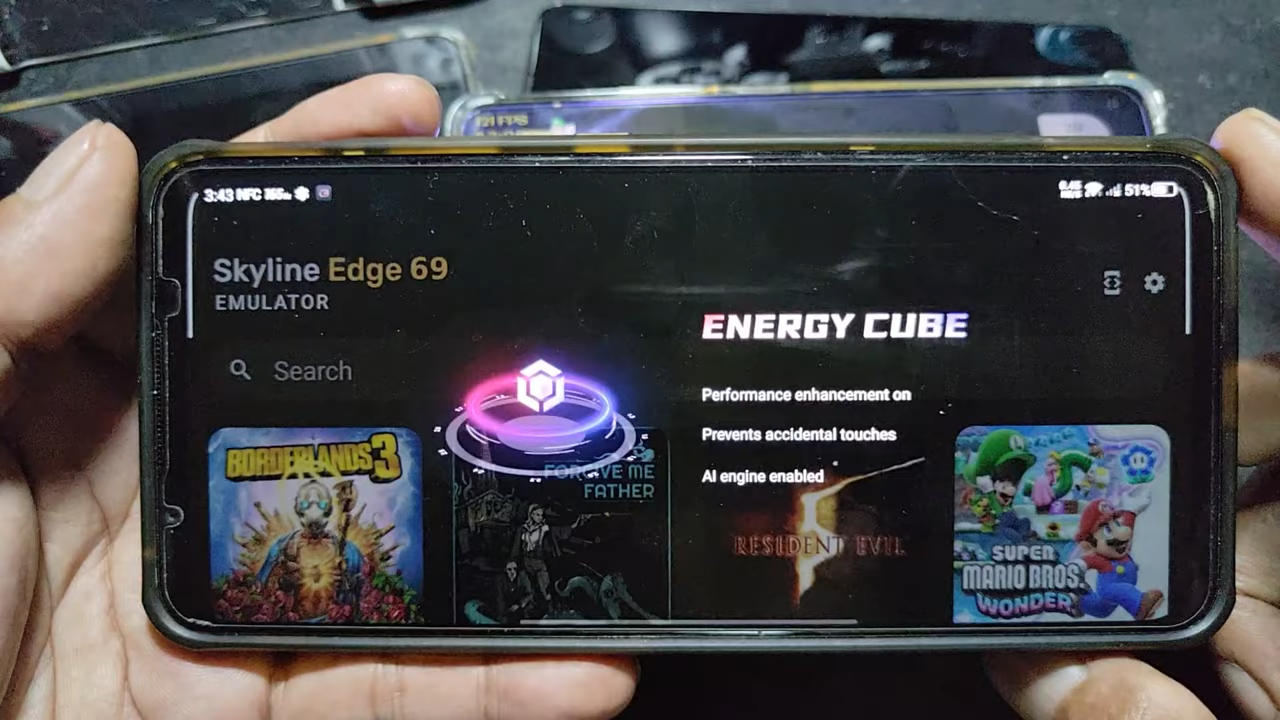 3:43 NFC
51%
Skyline Edge 69
EMULATOR
ENERGY CUBE
Search
Performance enhancement on
Prevents accidental touches
AI engine enabled
BORDERLANDS 3
FORGIVE ME
FATHER
RESIDENT EVIL
SUPER
MARIO BROS.
WONDER